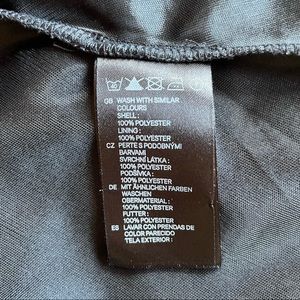 GB WASH WITH SIMILAR
COLOURS
SHELL :
100% POLYESTER
LINING :
100% POLYESTER
CZ PERTE S PODOBNÝMI
BARVAMI
SVRCHNÍ LÁTKA :
100% POLYESTER
PODŠÍVKA :
100% POLYESTER
DE MIT ÄHNLICHEN FARBEN
WASCHEN
OBERMATERIAL :
100% POLYESTER
FUTTER :
100% POLYESTER
ES LAVAR CON PRENDAS DE
COLOR PARECIDO
TELA EXTERIOR :